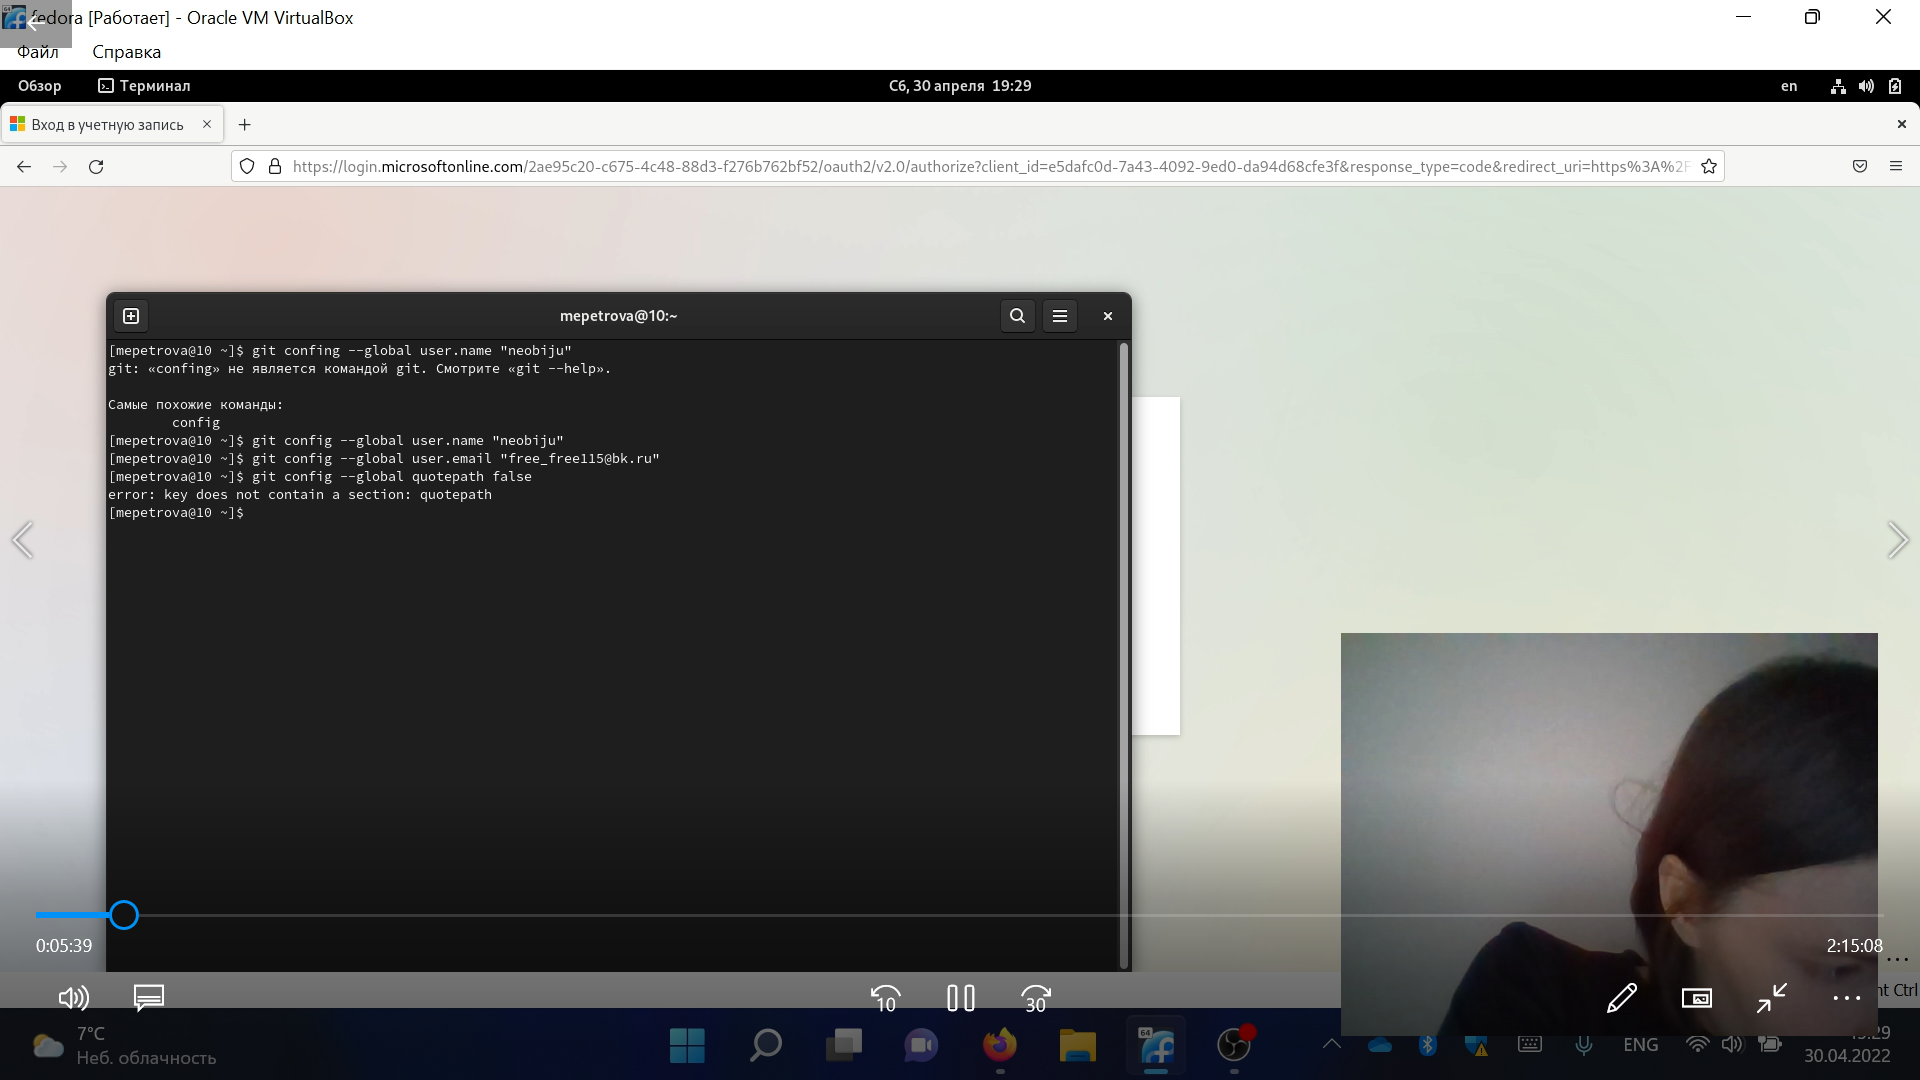 fedora [Работает] - Oracle VM VirtualBox
Файл Справка
Обзор Терминал Сб, 30 апреля 19:29 en
Вход в учетную запись
https://login.microsoftonline.com/2ae95c20-c675-4c48-88d3-f276b762bf52/oauth2/v2.0/authorize?client_id=e5dafc0d-7a43-4092-9ed0-da94d68cfe3f&response_type=code&redirect_uri=https%3A%2F
mepetrova@10:~
[mepetrova@10 ~]$ git confing --global user.name "neobiju"
git: «confing» не является командой git. Смотрите «git --help».
Самые похожие команды:
config
[mepetrova@10 ~]$ git config --global user.name "neobiju"
[mepetrova@10 ~]$ git config --global user.email "free_free115@bk.ru"
[mepetrova@10 ~]$ git config --global quotepath false
error: key does not contain a section: quotepath
[mepetrova@10 ~]$
0:05:39 2:15:08
10 30 Ctrl
7°C
Неб. облачность
64
ENG
30.04.2022